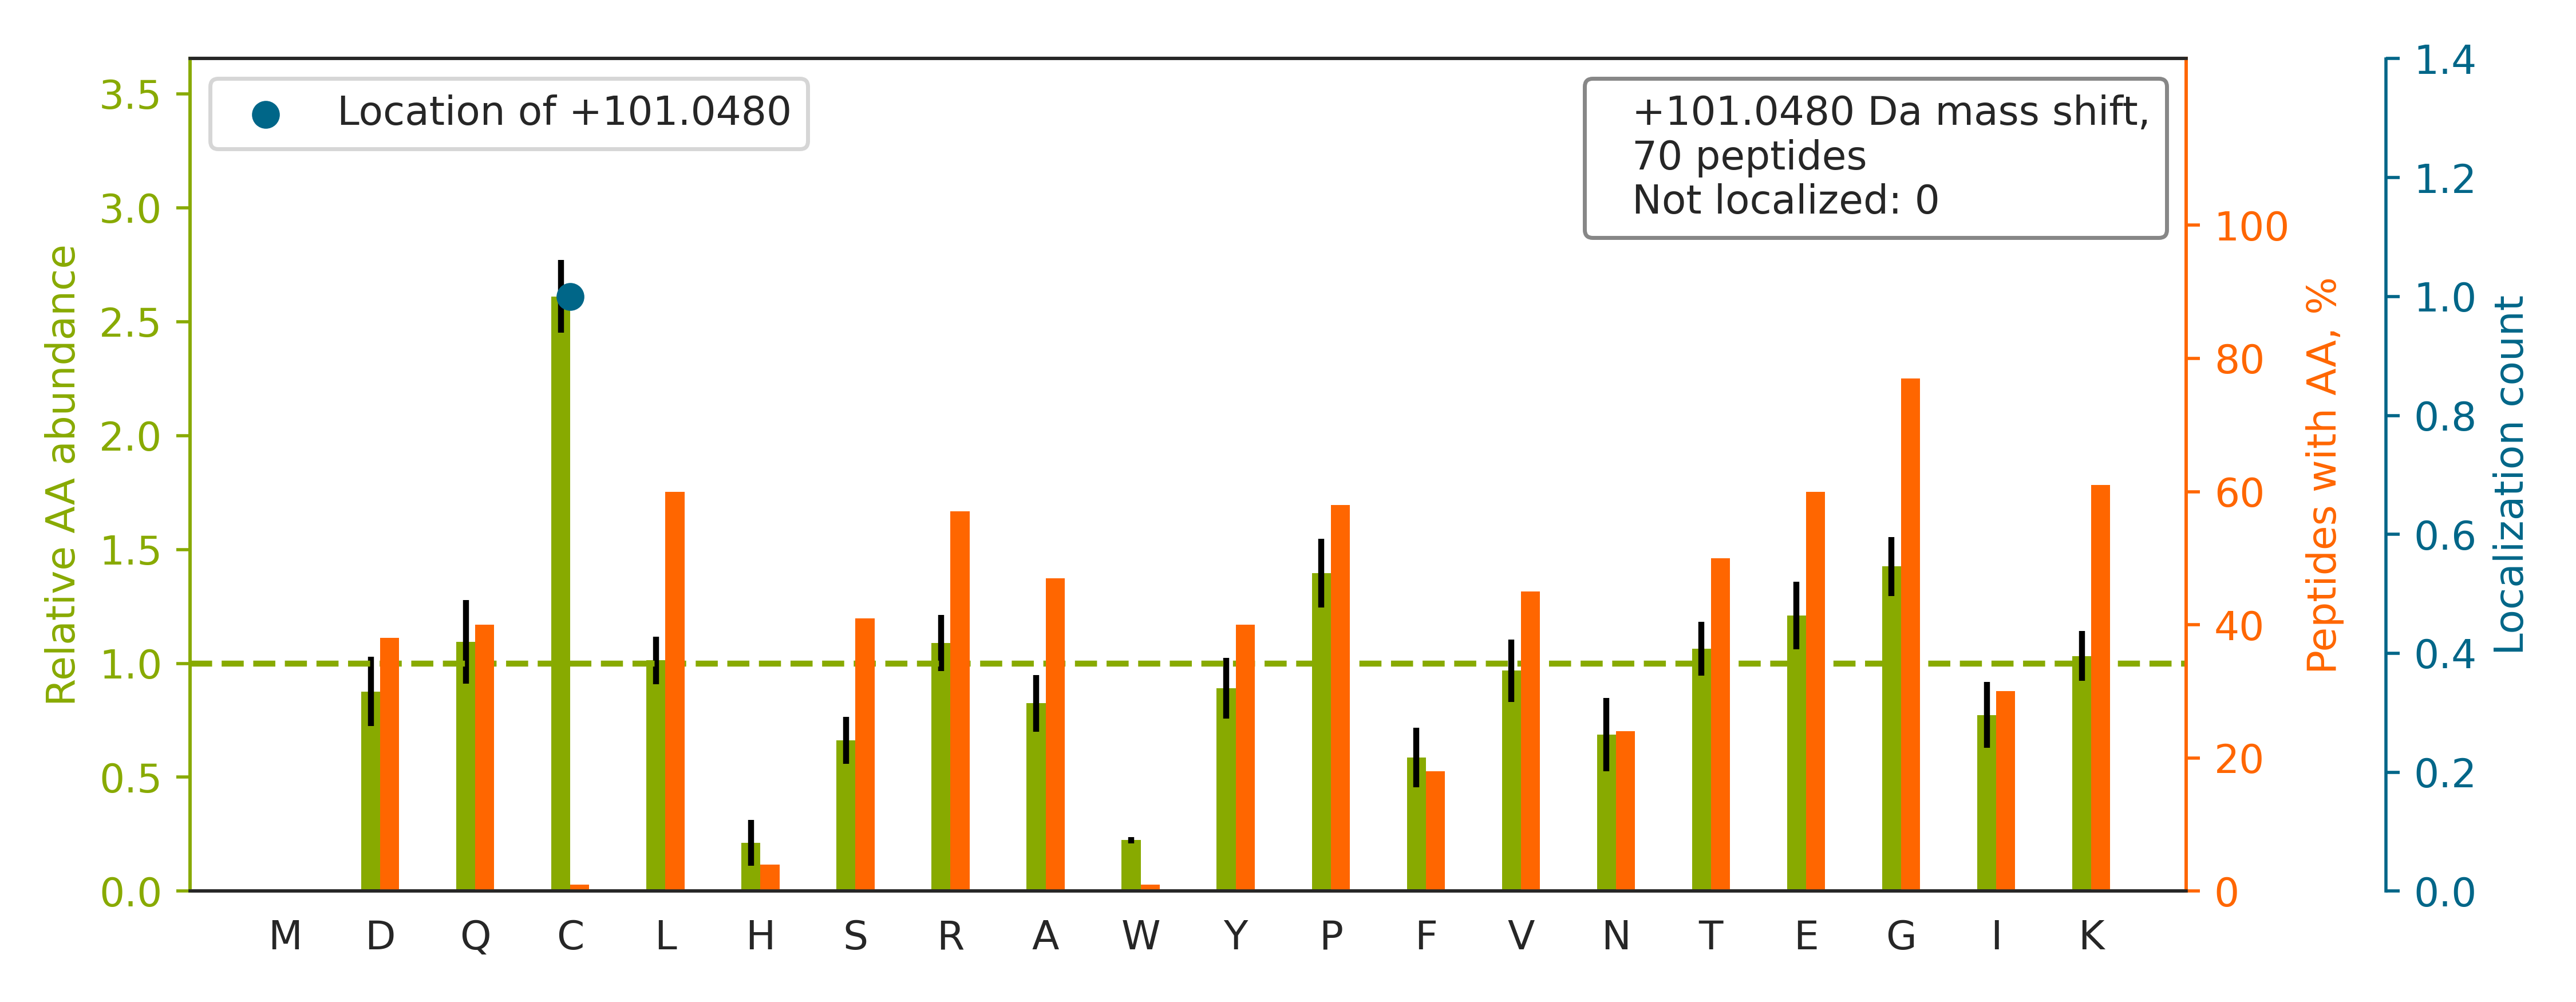 Location of +101.0480
+101.0480 Da mass shift,
70 peptides
Not localized: 0
Relative AA abundance
3.5
3.0
2.5
2.0
1.5
1.0
0.5
0.0
M D Q C L H S R A W Y P F V N T E G I K
100
80
60
40
20
0
Peptides with AA, %
1.4
1.2
1.0
0.8
0.6
0.4
0.2
0.0
Localization count